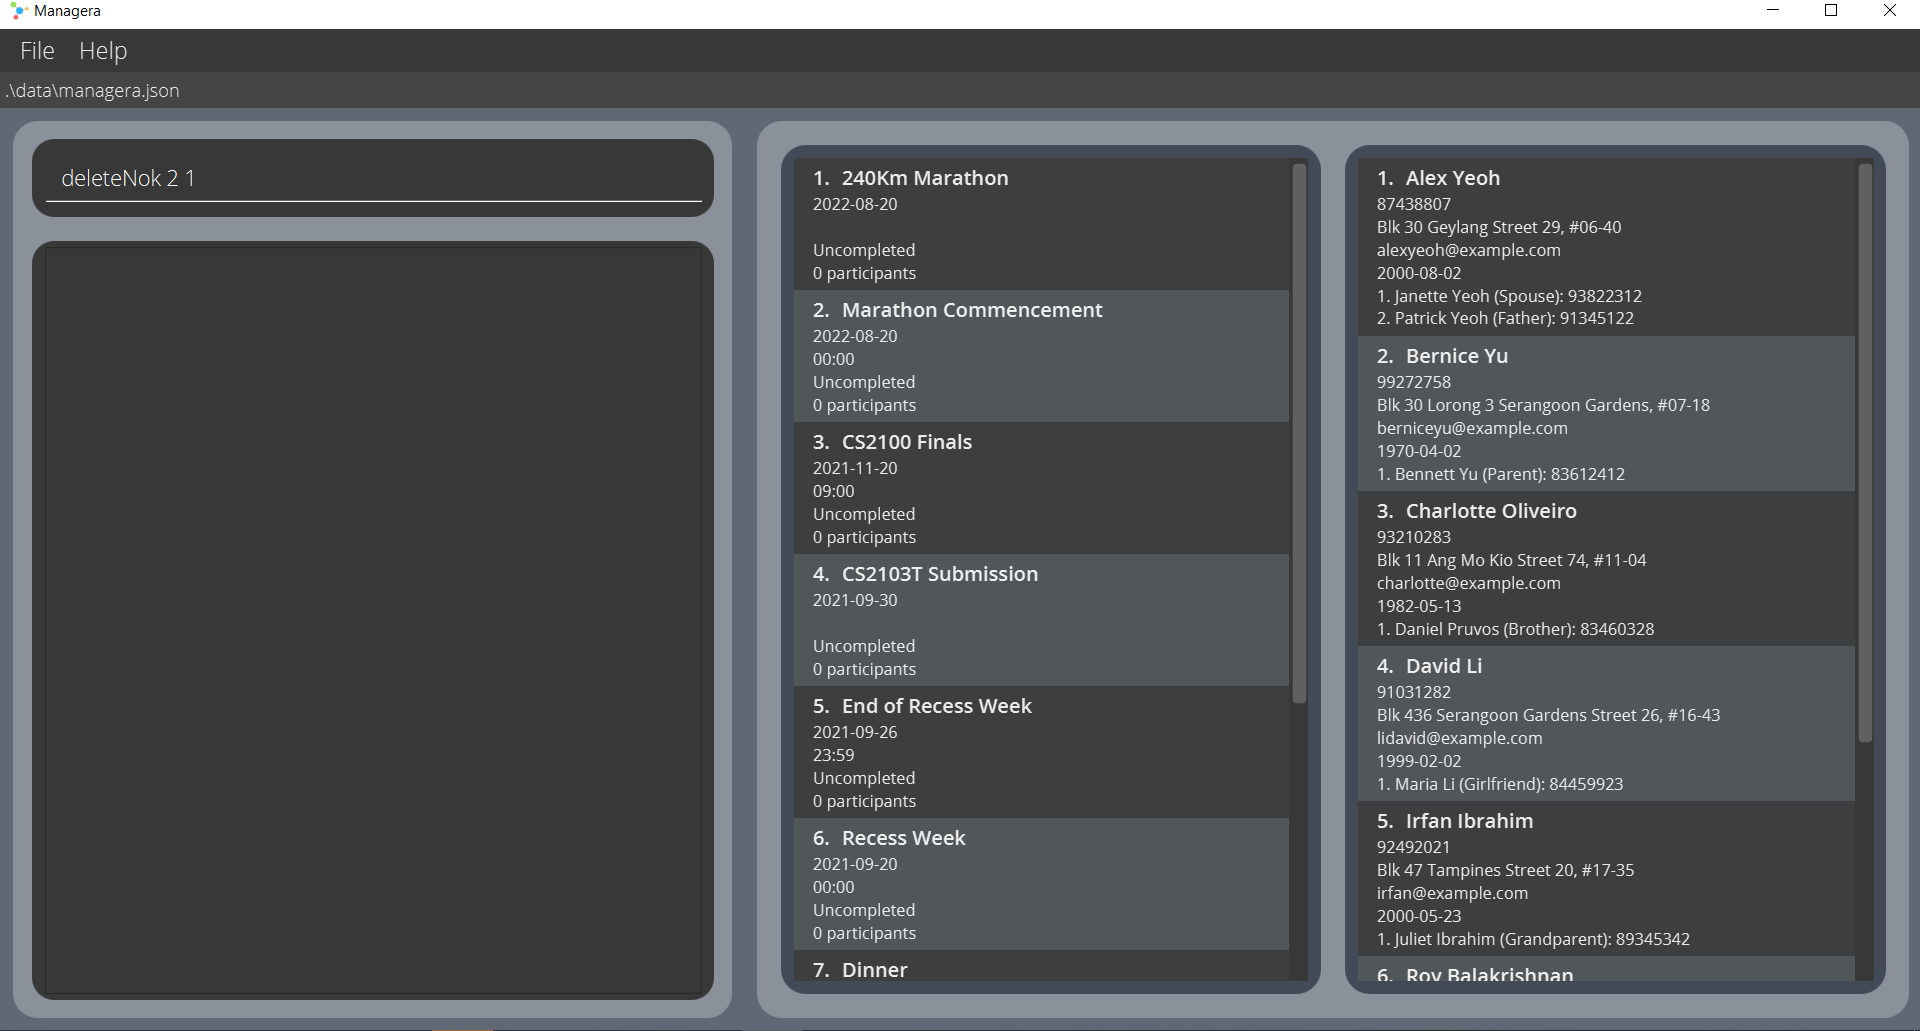 Managera
File Help
.\data\managera.json
deleteNok 2 1
1. 240Km Marathon
2022-08-20
Uncompleted
0 participants
2. Marathon Commencement
2022-08-20
00:00
Uncompleted
0 participants
3. CS2100 Finals
2021-11-20
09:00
Uncompleted
0 participants
4. CS2103T Submission
2021-09-30
Uncompleted
0 participants
5. End of Recess Week
2021-09-26
23:59
Uncompleted
0 participants
6. Recess Week
2021-09-20
00:00
Uncompleted
0 participants
7. Dinner
1. Alex Yeoh
87438807
Blk 30 Geylang Street 29, #06-40
alexyeoh@example.com
2000-08-02
1. Janette Yeoh (Spouse): 93822312
2. Patrick Yeoh (Father): 91345122
2. Bernice Yu
99272758
Blk 30 Lorong 3 Serangoon Gardens, #07-18
berniceyu@example.com
1970-04-02
1. Bennett Yu (Parent): 83612412
3. Charlotte Oliveiro
93210283
Blk 11 Ang Mo Kio Street 74, #11-04
charlotte@example.com
1982-05-13
1. Daniel Pruvos (Brother): 83460328
4. David Li
91031282
Blk 436 Serangoon Gardens Street 26, #16-43
lidavid@example.com
1999-02-02
1. Maria Li (Girlfriend): 84459923
5. Irfan Ibrahim
92492021
Blk 47 Tampines Street 20, #17-35
irfan@example.com
2000-05-23
1. Juliet Ibrahim (Grandparent): 89345342
6. Roy Balakrishnan